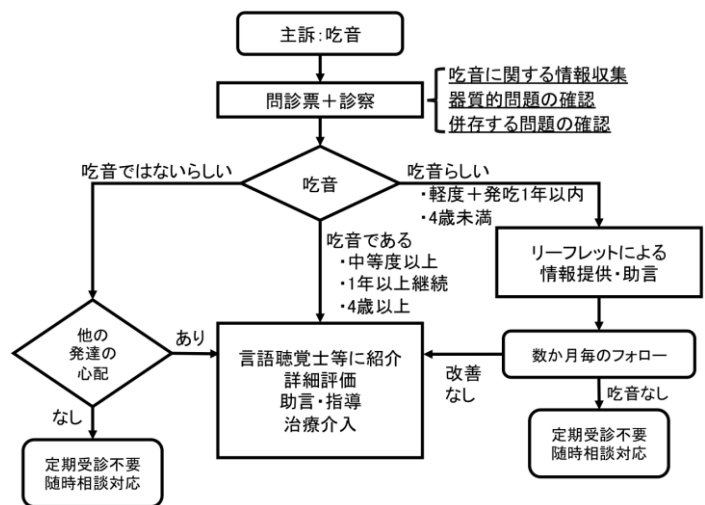 主訴:吃音
問診票＋診察
吃音に関する情報収集
器質的問題の確認
併存する問題の確認
吃音ではないらしい
吃音
吃音らしい
・軽度＋発吃1年以内
・4歳未満
吃音である
・中等度以上
・1年以上継続
・4歳以上
リーフレットによる
情報提供・助言
他の
発達の
心配
あり
なし
言語聴覚士等に紹介
詳細評価
助言・指導
治療介入
改善
なし
数か月毎のフォロー
吃音なし
定期受診不要
随時相談対応
定期受診不要
随時相談対応